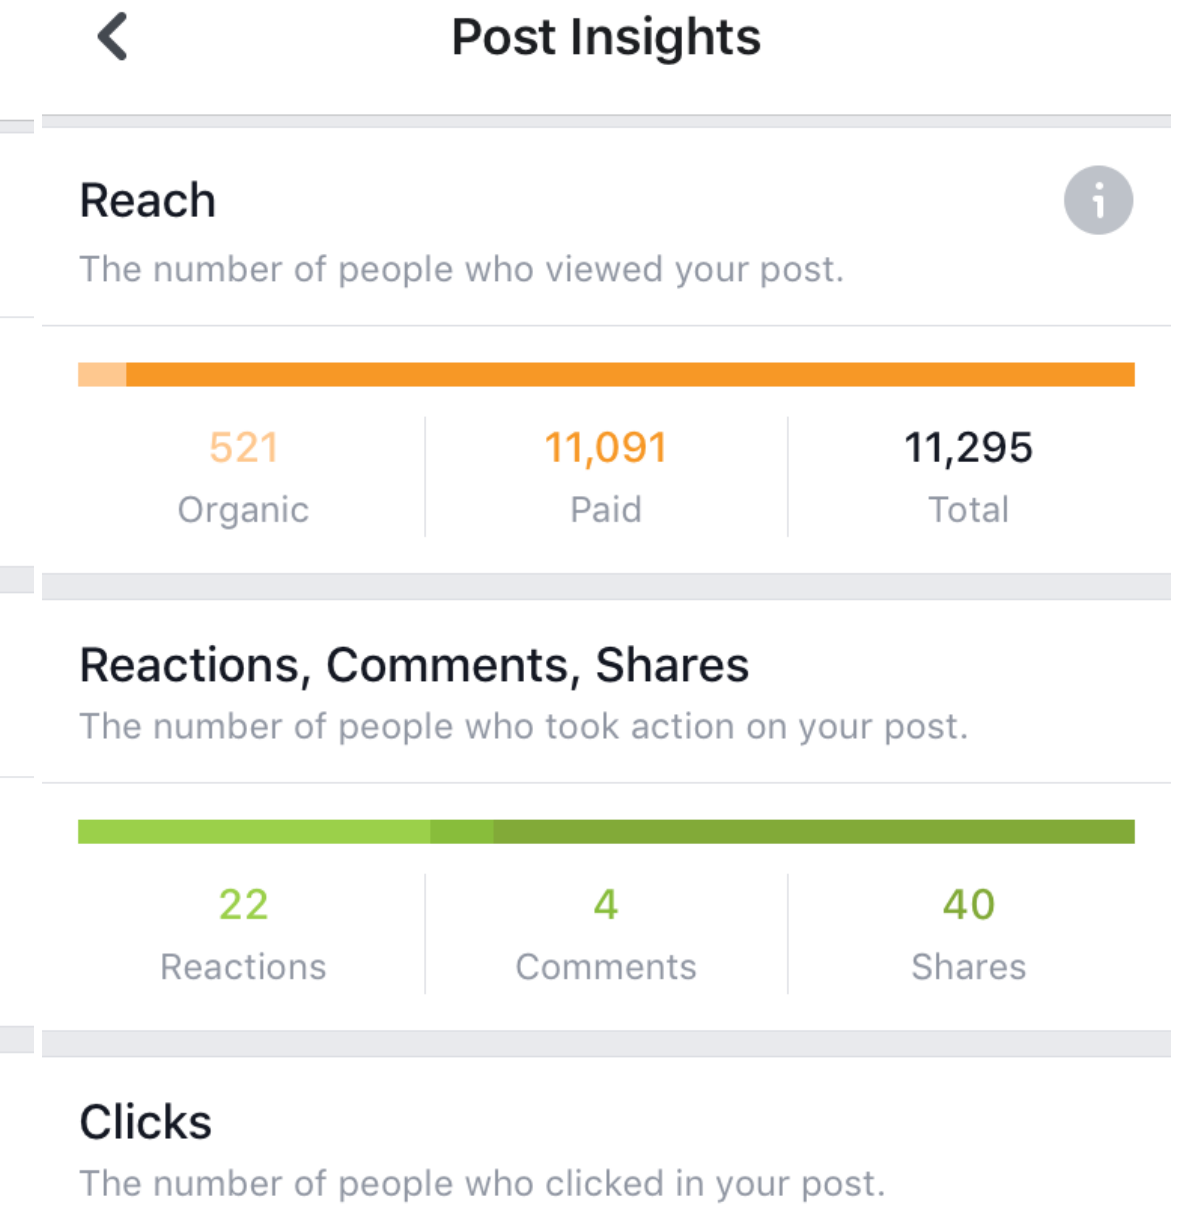 Post Insights
Reach
The number of people who viewed your post.
521 11,091 11,295
Organic Paid Total
Reactions, Comments, Shares
The number of people who took action on your post.
22 4 40
Reactions Comments Shares
Clicks
The number of people who clicked in your post.